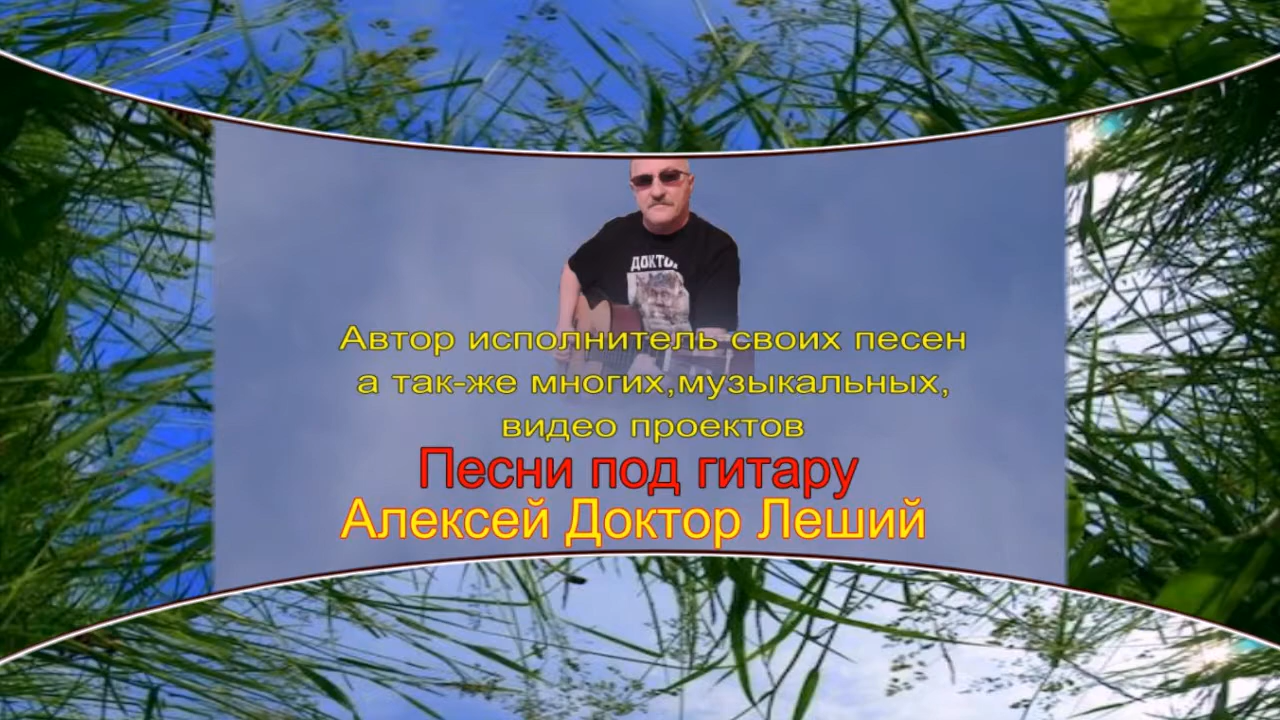 Автор исполнитель своих песен
а так-же многих,музыкальных,
видео проектов
Песни под гитару
Алексей Доктор Леший